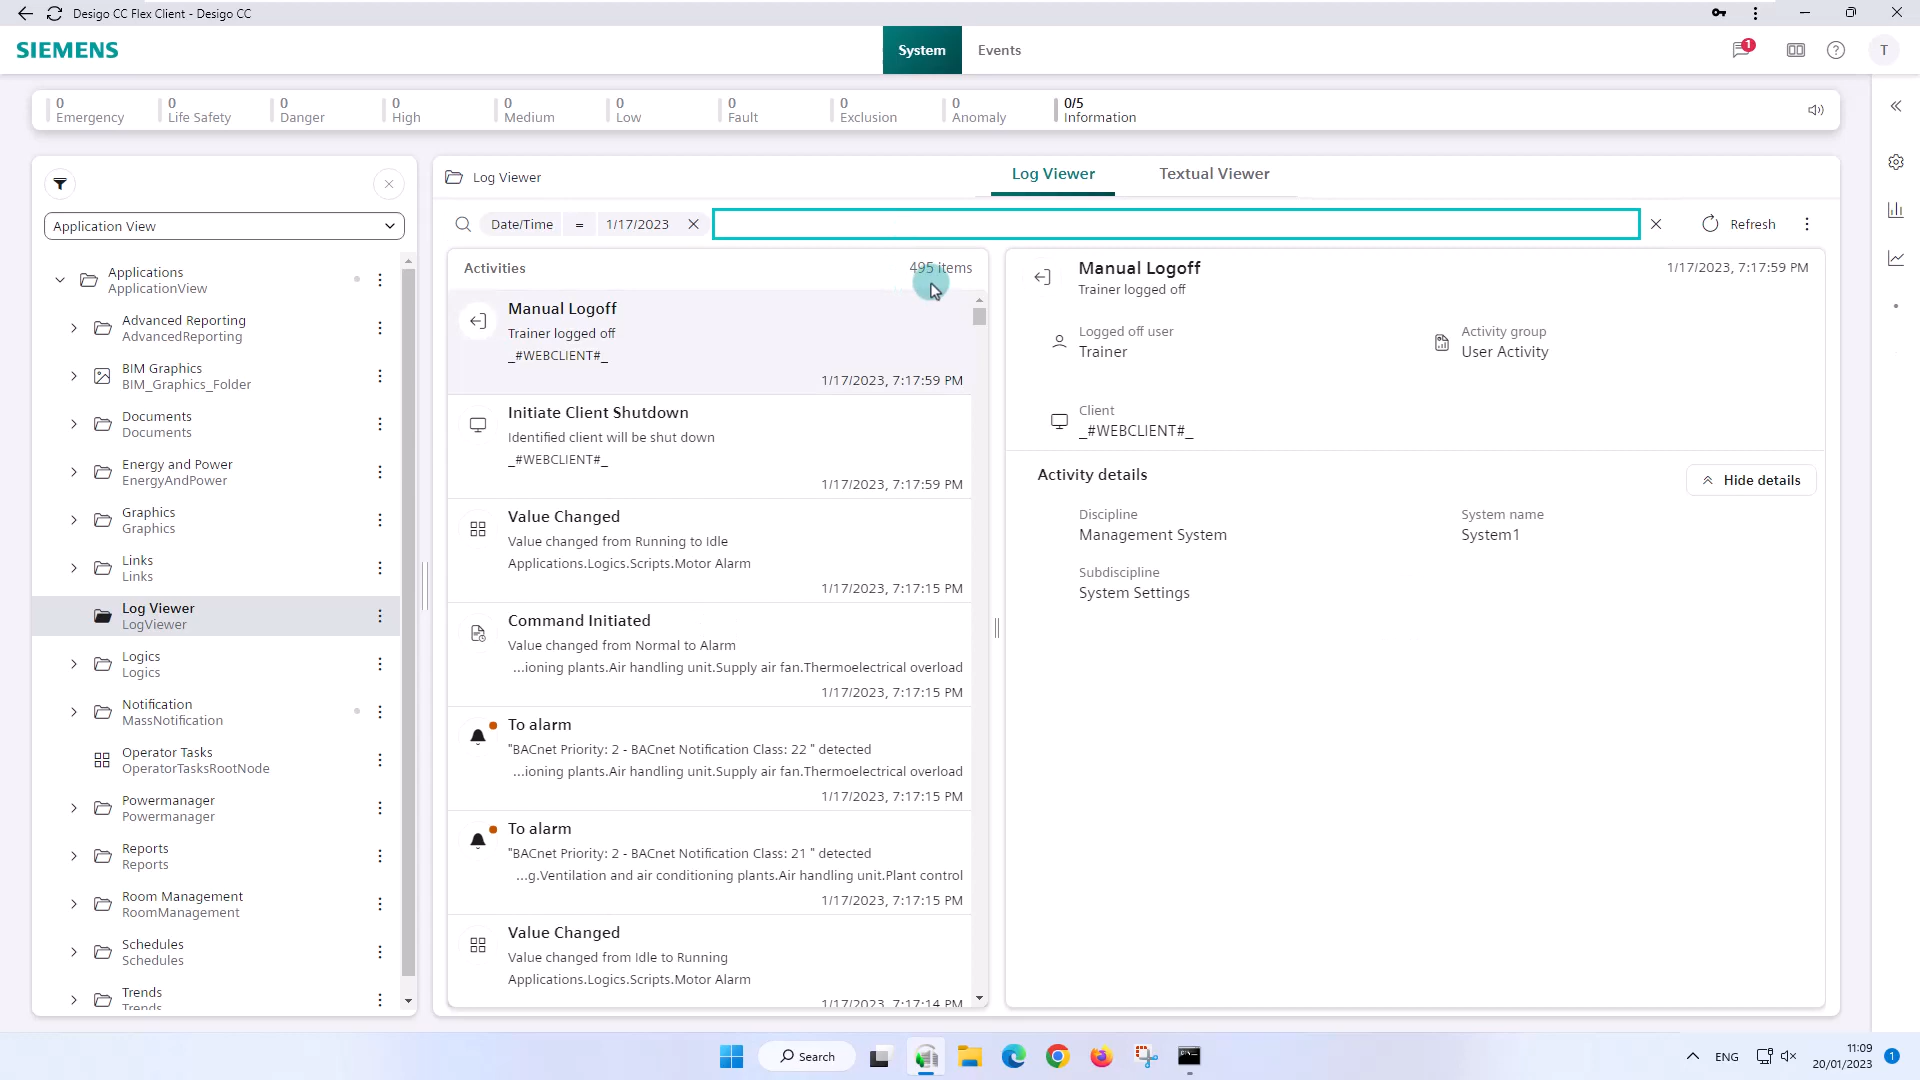 Desigo CC Flex Client - Desigo CC
SIEMENS
System
Events
1
T
0
Emergency
0
Life Safety
0
Danger
0
High
0
Medium
0
Low
0
Fault
0
Exclusion
0
Anomaly
0/5
Information
Application View
Applications
ApplicationView
Advanced Reporting
AdvancedReporting
BIM Graphics
BIM_Graphics_Folder
Documents
Documents
Energy and Power
EnergyAndPower
Graphics
Graphics
Links
Links
Log Viewer
LogViewer
Logics
Logics
Notification
MassNotification
Operator Tasks
OperatorTasksRootNode
Powermanager
Powermanager
Reports
Reports
Room Management
RoomManagement
Schedules
Schedules
Trends
Trends
Log Viewer
Log Viewer
Textual Viewer
Date/Time = 1/17/2023
Refresh
Activities
495 items
Manual Logoff
Trainer logged off
_#WEBCLIENT#_
1/17/2023, 7:17:59 PM
Initiate Client Shutdown
Identified client will be shut down
_#WEBCLIENT#_
1/17/2023, 7:17:59 PM
Value Changed
Value changed from Running to Idle
Applications.Logics.Scripts.Motor Alarm
1/17/2023, 7:17:15 PM
Command Initiated
Value changed from Normal to Alarm
...ioning plants.Air handling unit.Supply air fan.Thermoelectrical overload
1/17/2023, 7:17:15 PM
To alarm
"BACnet Priority: 2 - BACnet Notification Class: 22 " detected
...ioning plants.Air handling unit.Supply air fan.Thermoelectrical overload
1/17/2023, 7:17:15 PM
To alarm
"BACnet Priority: 2 - BACnet Notification Class: 21 " detected
...g.Ventilation and air conditioning plants.Air handling unit.Plant control
1/17/2023, 7:17:15 PM
Value Changed
Value changed from Idle to Running
Applications.Logics.Scripts.Motor Alarm
1/17/2023, 7:17:14 PM
Manual Logoff
1/17/2023, 7:17:59 PM
Trainer logged off
Logged off user
Trainer
Activity group
User Activity
Client
_#WEBCLIENT#_
Activity details
Hide details
Discipline
Management System
System name
System1
Subdiscipline
System Settings
Search
ENG
11:09
20/01/2023
1